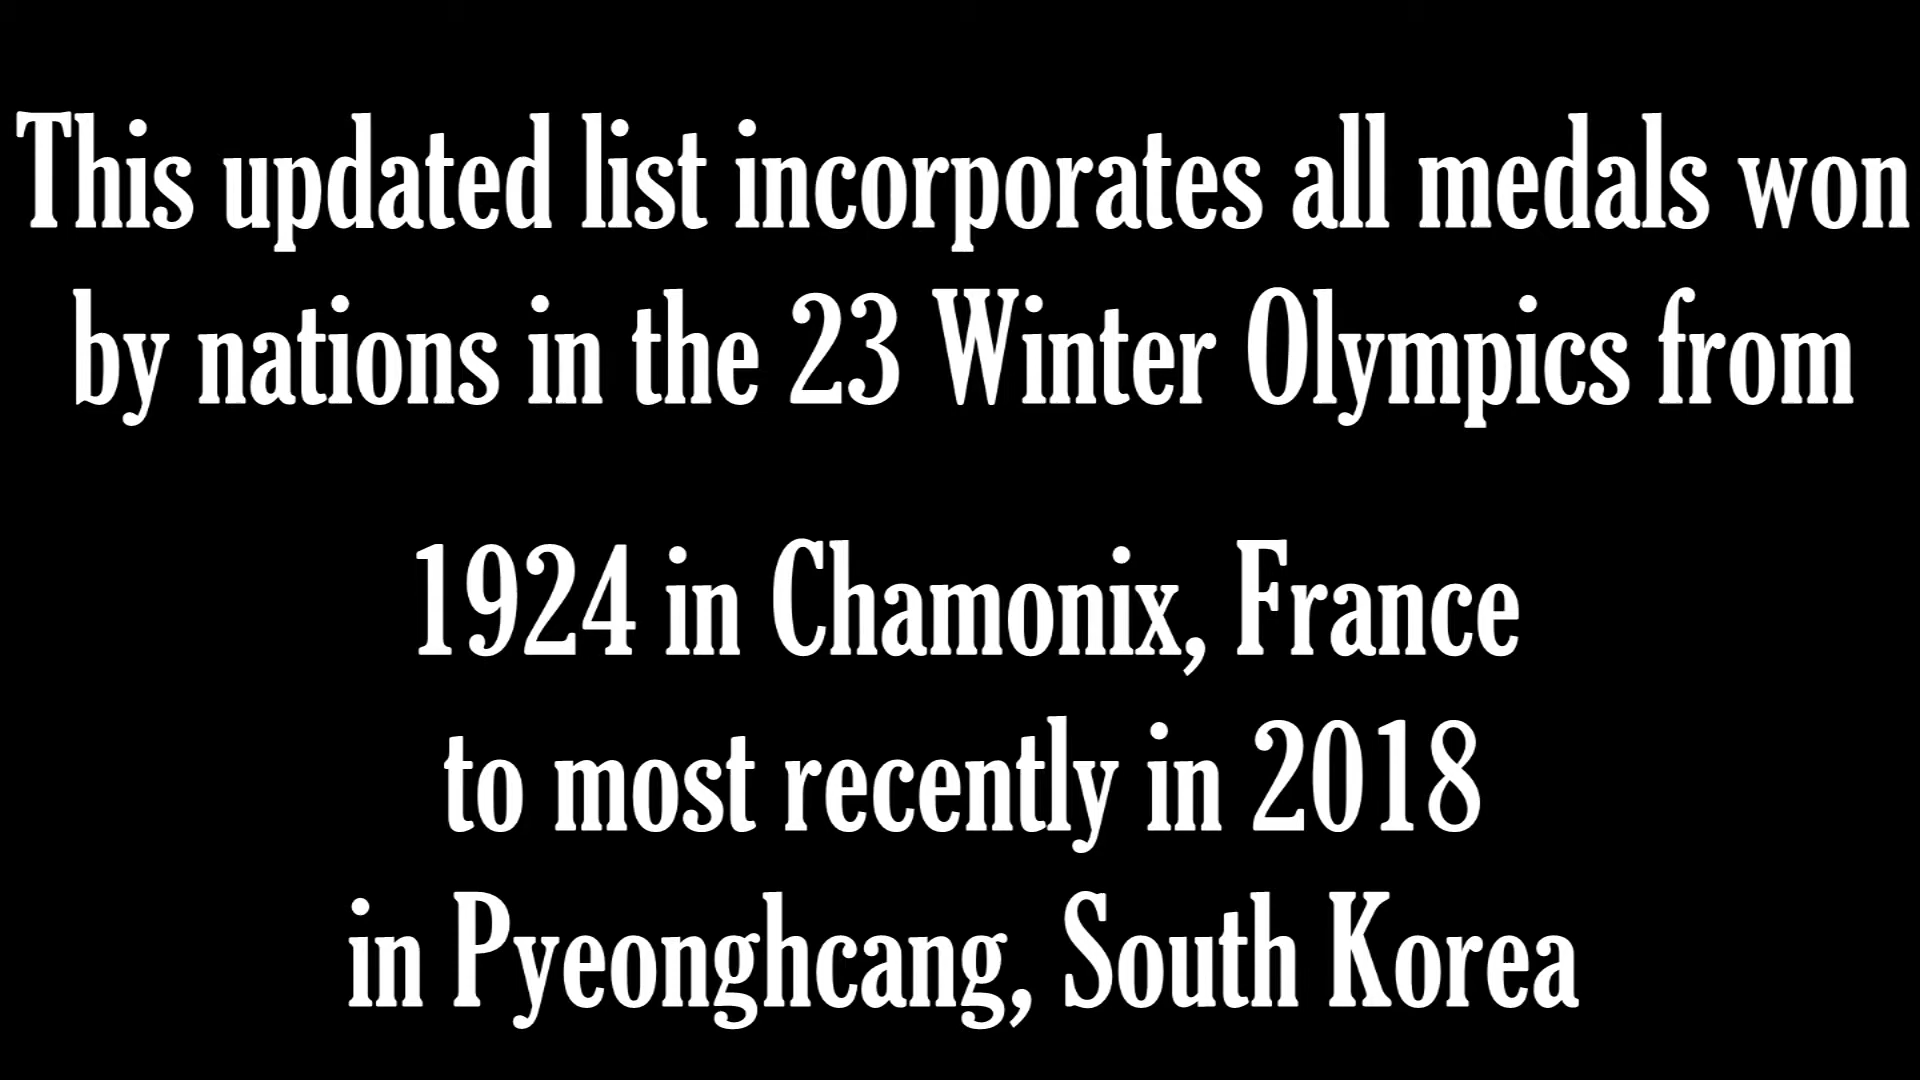 This updated list incorporates all medals won
by nations in the 23 Winter Olympics from
1924 in Chamonix, France
to most recently in 2018
in Pyeonghcang, South Korea